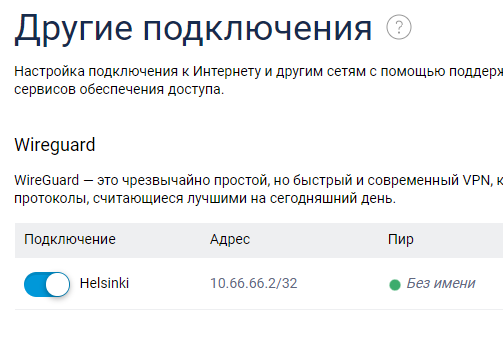 Другие подключения ?
Настройка подключения к Интернету и другим сетям с помощью
сервисов обеспечения доступа.
Wireguard
WireGuard — это чрезвычайно простой, но быстрый и современный VPN,
протоколы, считающиеся лучшими на сегодняшний день.
Подключение Адрес Пир
Helsinki 10.66.66.2/32 Без имени